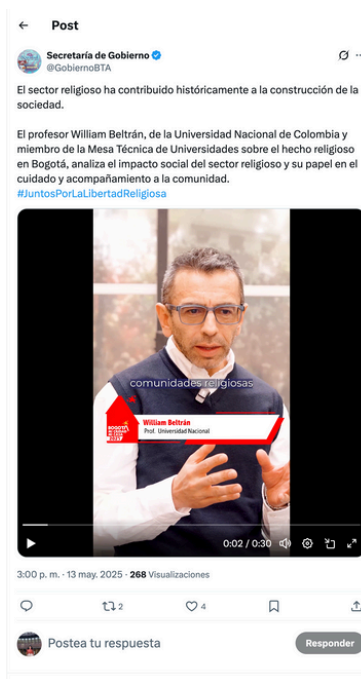 Post
Secretaría de Gobierno
@GobiernoBTA
El sector religioso ha contribuido históricamente a la construcción de la
sociedad.
El profesor William Beltrán, de la Universidad Nacional de Colombia y
miembro de la Mesa Técnica de Universidades sobre el hecho religioso
en Bogotá, analiza el impacto social del sector religioso y su papel en el
cuidado y acompañamiento a la comunidad.
#JuntosPorLaLibertadReligiosa
comunidades religiosas
William Beltrán
Prof. Universidad Nacional
BOGOTÁ
0:02 / 0:30
3:00 p. m. · 13 may. 2025 · 268 Visualizaciones
2
4
Postea tu respuesta
Responder